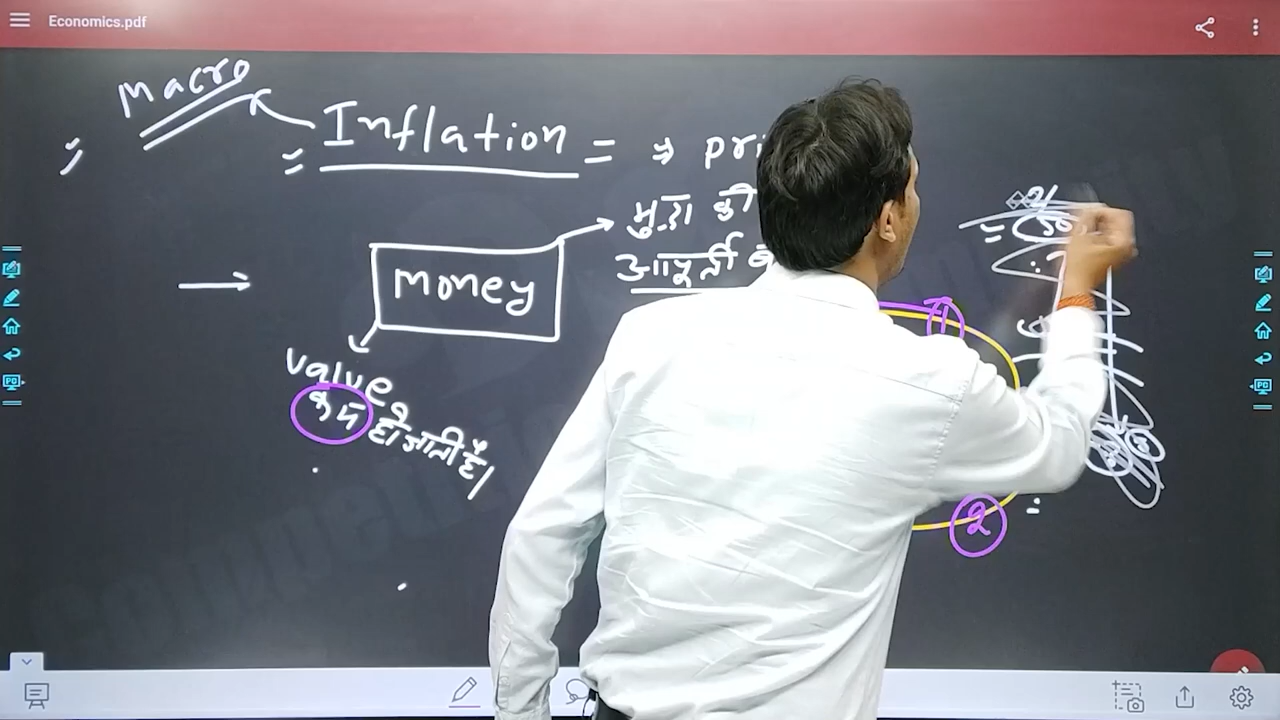 Economics.pdf
Macro
Inflation = → pri
मुद्रा की
Money
आपूर्ती
value
कम हो जाती हैं।
1
2